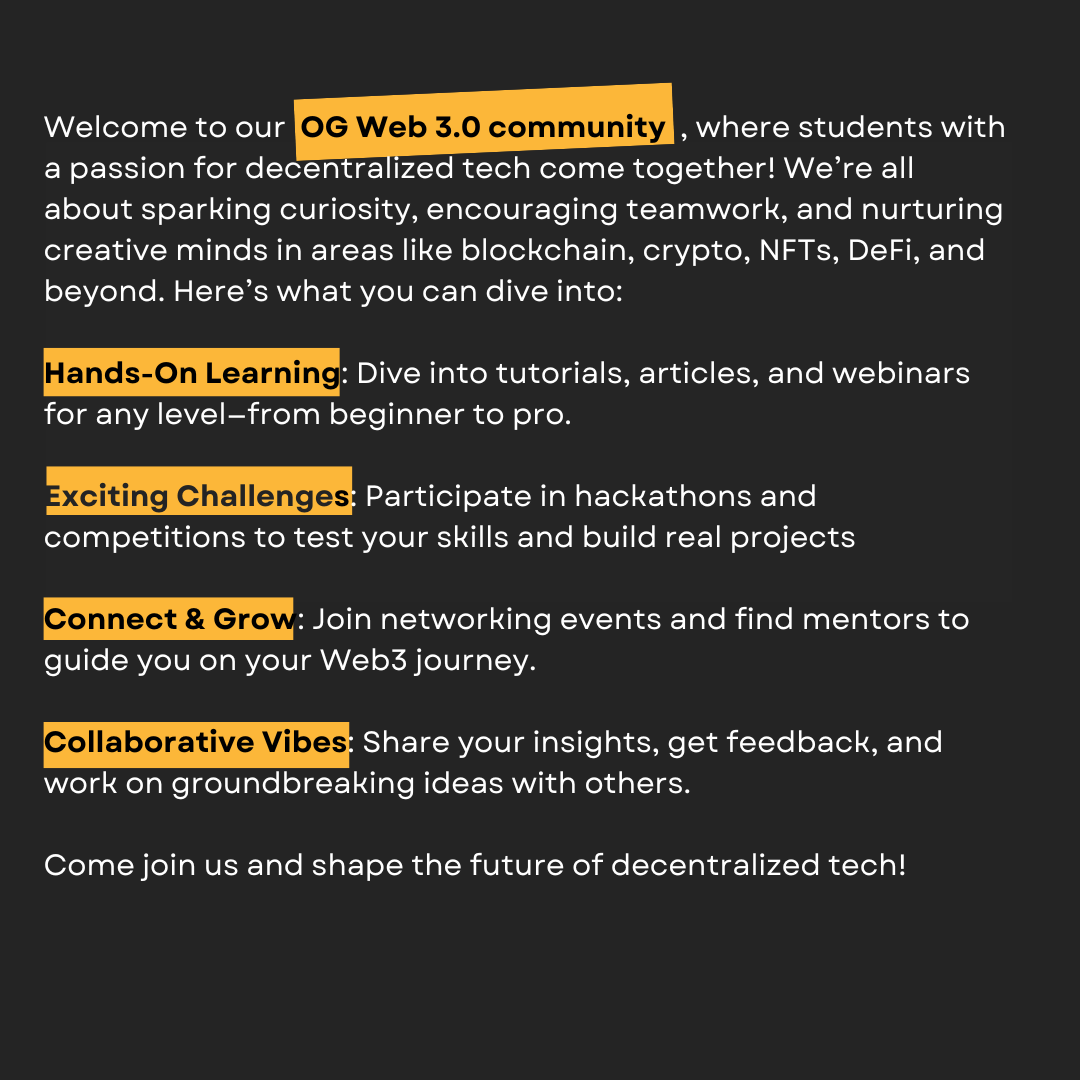 Welcome to our OG Web 3.0 community , where students with
a passion for decentralized tech come together! We’re all
about sparking curiosity, encouraging teamwork, and nurturing
creative minds in areas like blockchain, crypto, NFTs, DeFi, and
beyond. Here’s what you can dive into:
Hands-On Learning: Dive into tutorials, articles, and webinars
for any level—from beginner to pro.
Exciting Challenges: Participate in hackathons and
competitions to test your skills and build real projects
Connect & Grow: Join networking events and find mentors to
guide you on your Web3 journey.
Collaborative Vibes: Share your insights, get feedback, and
work on groundbreaking ideas with others.
Come join us and shape the future of decentralized tech!